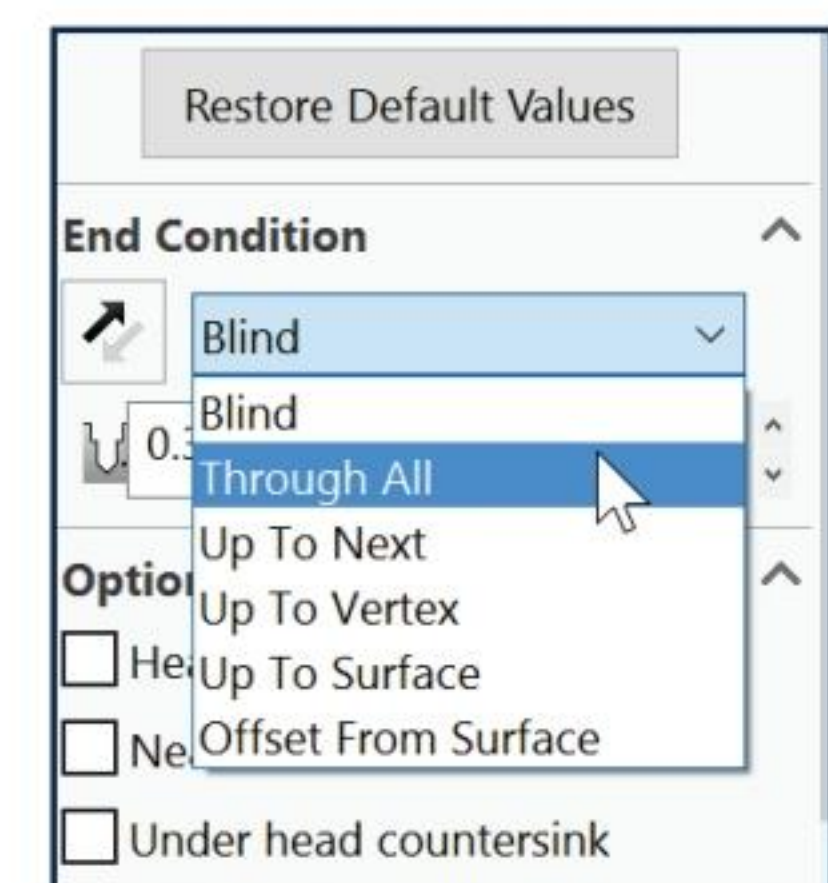 Restore Default Values
End Condition
Blind
Blind
0.
Through All
Up To Next
Up To Vertex
Up To Surface
Offset From Surface
Under head countersink